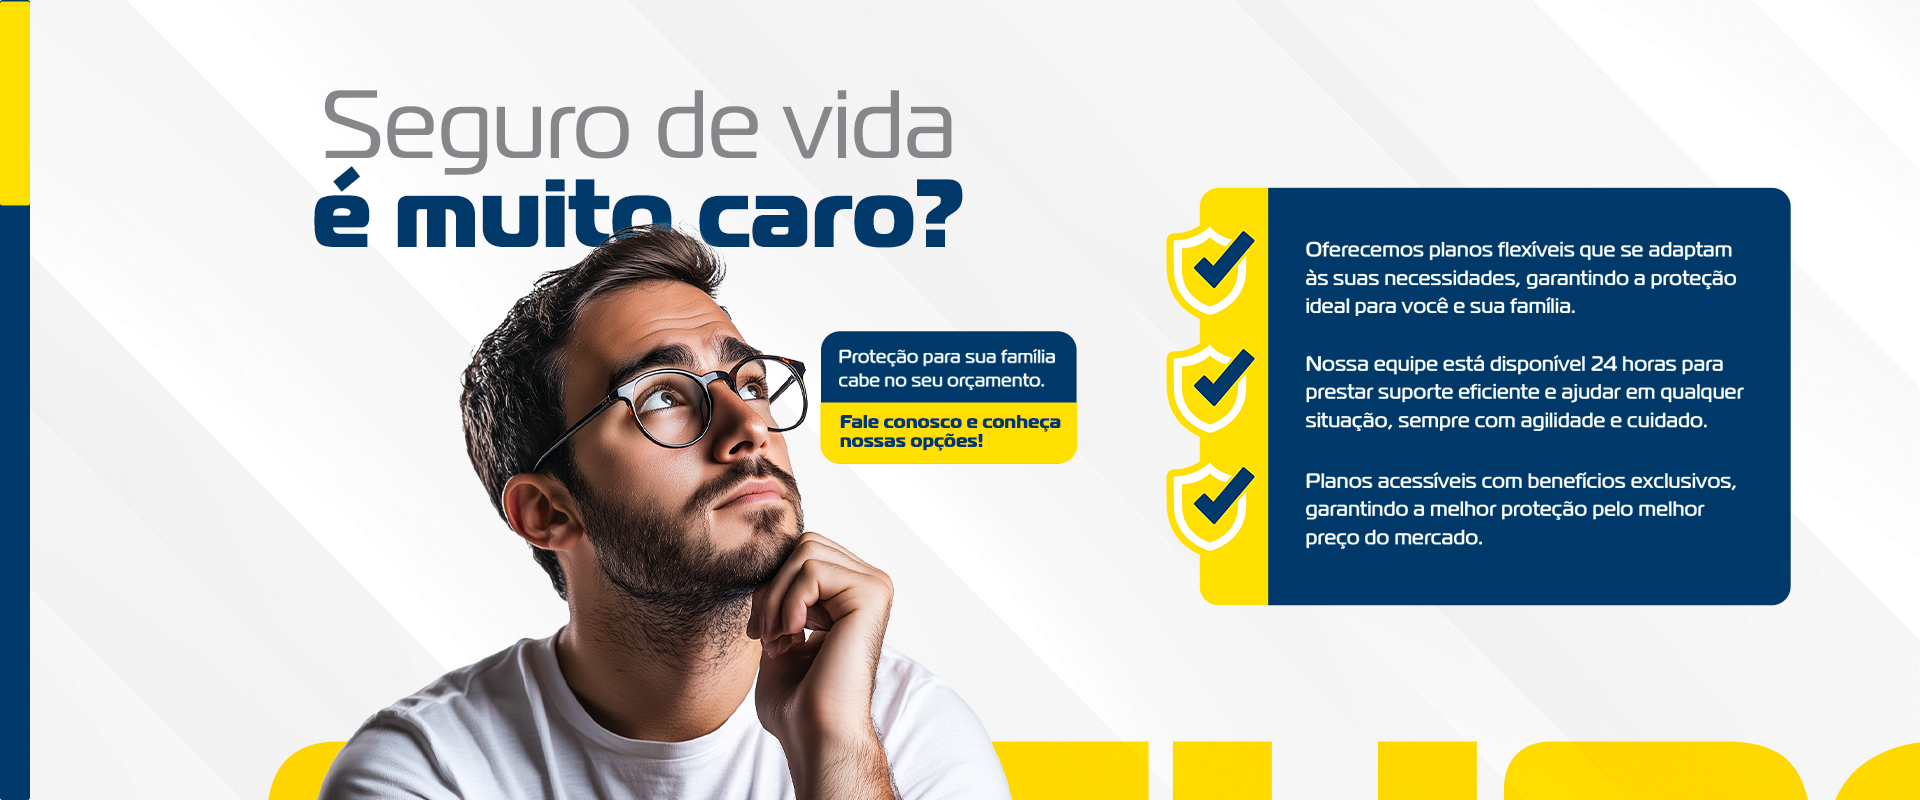 Seguro de vida
é muito caro?
Proteção para sua família
cabe no seu orçamento.
Fale conosco e conheça
nossas opções!
Oferecemos planos flexíveis que se adaptam
às suas necessidades, garantindo a proteção
ideal para você e sua família.
Nossa equipe está disponível 24 horas para
prestar suporte eficiente e ajudar em qualquer
situação, sempre com agilidade e cuidado.
Planos acessíveis com benefícios exclusivos,
garantindo a melhor proteção pelo melhor
preço do mercado.